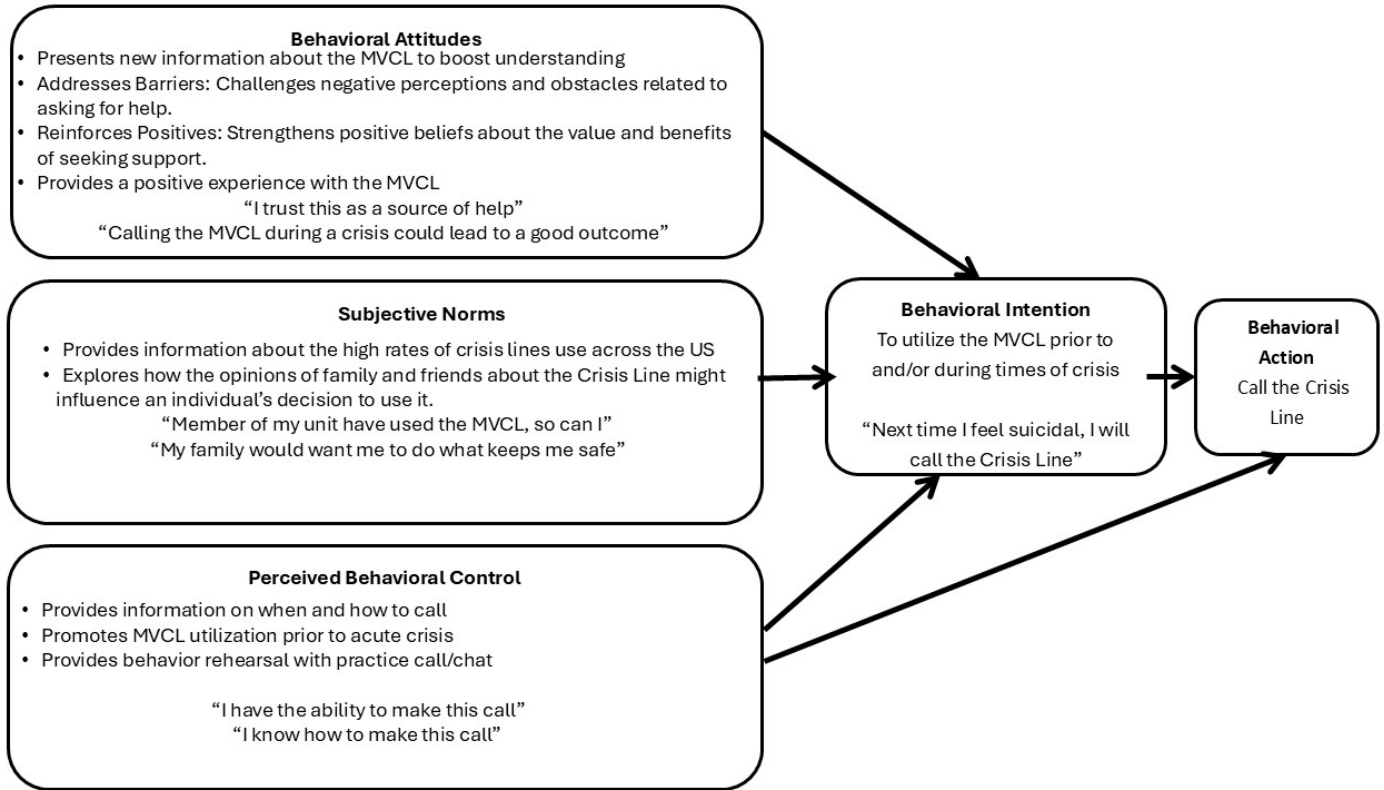 Behavioral Attitudes
• Presents new information about the MVCL to boost understanding
• Addresses Barriers: Challenges negative perceptions and obstacles related to
asking for help.
• Reinforces Positives: Strengthens positive beliefs about the value and benefits
of seeking support.
• Provides a positive experience with the MVCL
“I trust this as a source of help”
“Calling the MVCL during a crisis could lead to a good outcome”
Subjective Norms
• Provides information about the high rates of crisis lines use across the US
• Explores how the opinions of family and friends about the Crisis Line might
influence an individual’s decision to use it.
“Member of my unit have used the MVCL, so can I”
“My family would want me to do what keeps me safe”
Perceived Behavioral Control
• Provides information on when and how to call
• Promotes MVCL utilization prior to acute crisis
• Provides behavior rehearsal with practice call/chat
“I have the ability to make this call”
“I know how to make this call”
Behavioral Intention
To utilize the MVCL prior to
and/or during times of crisis
“Next time I feel suicidal, I will
call the Crisis Line”
Behavioral
Action
Call the Crisis
Line